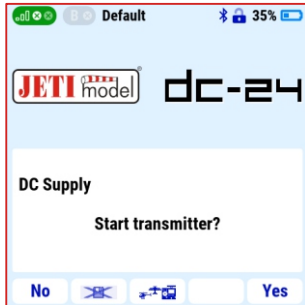 B Default 35%
JETI model dc-24
DC Supply
Start transmitter?
No Yes